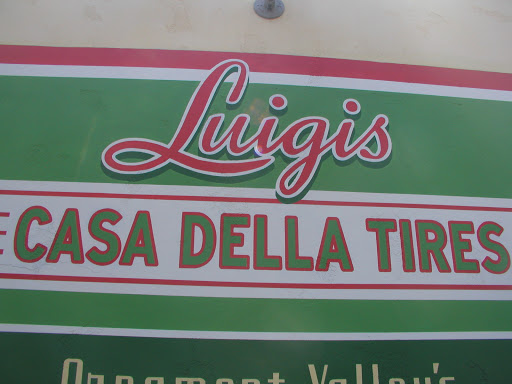 Luigis
CASA DELLA TIRES
Ornament Valley's